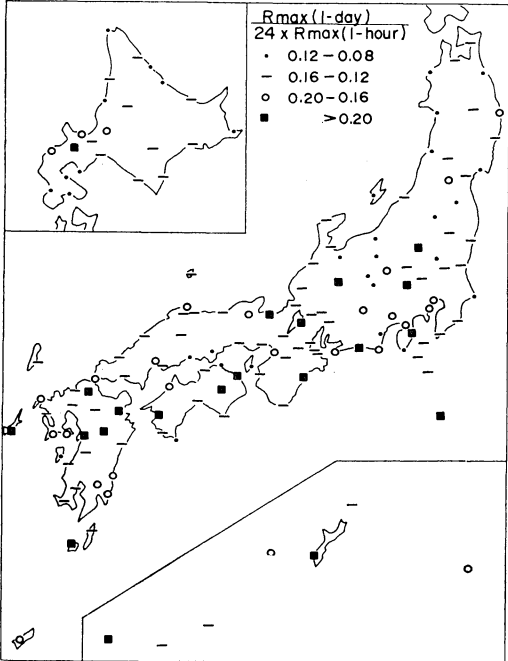 Rmax(1-day)
24 x Rmax(1-hour)
• 0.12-0.08
— 0.16-0.12
o 0.20-0.16
■ >0.20